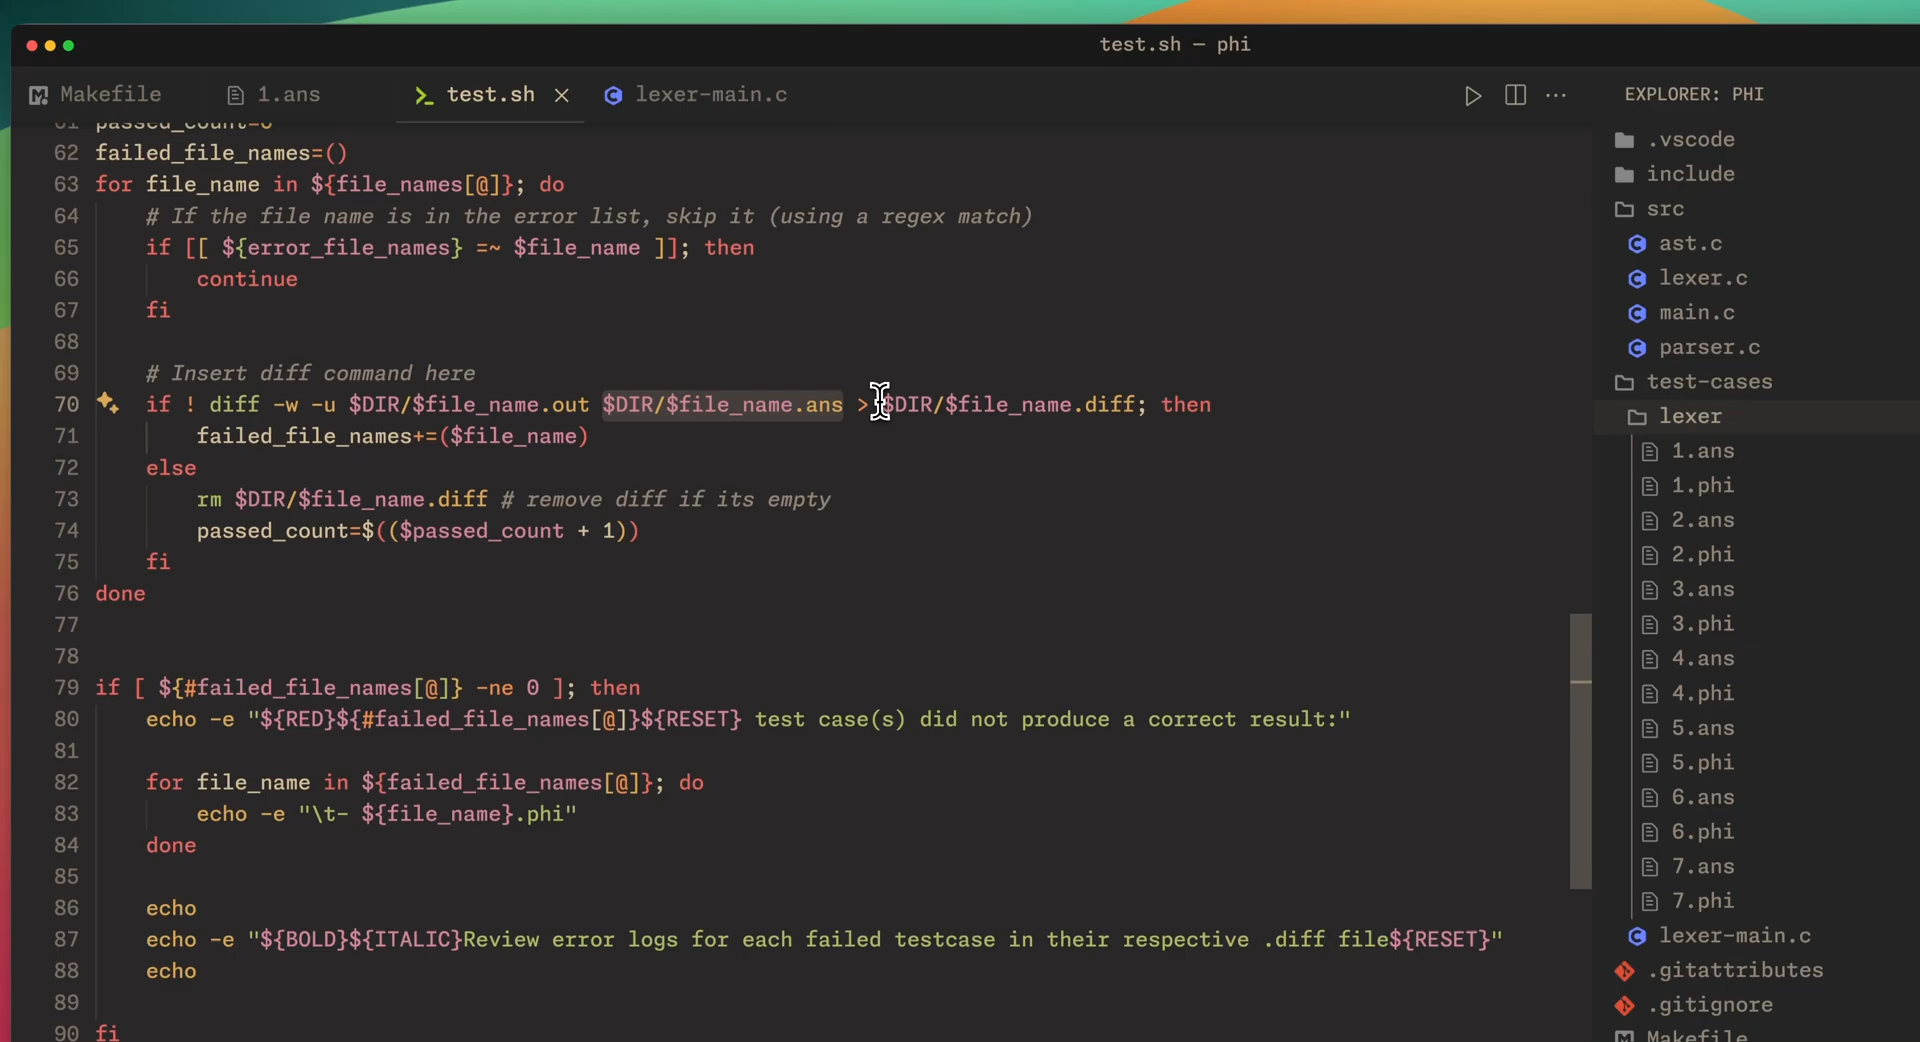 test.sh — phi
Makefile
1.ans
test.sh
lexer-main.c
EXPLORER: PHI
61 passed_count=0
62 failed_file_names=()
63 for file_name in ${file_names[@]}; do
64 # If the file name is in the error list, skip it (using a regex match)
65 if [[ ${error_file_names} =~ $file_name ]]; then
66 continue
67 fi
68
69 # Insert diff command here
70 if ! diff -w -u $DIR/$file_name.out $DIR/$file_name.ans > $DIR/$file_name.diff; then
71 failed_file_names+=($file_name)
72 else
73 rm $DIR/$file_name.diff # remove diff if its empty
74 passed_count=$(($passed_count + 1))
75 fi
76 done
77
78
79 if [ ${#failed_file_names[@]} -ne 0 ]; then
80 echo -e "${RED}${#failed_file_names[@]}${RESET} test case(s) did not produce a correct result:"
81
82 for file_name in ${failed_file_names[@]}; do
83 echo -e "\t- ${file_name}.phi"
84 done
85
86 echo
87 echo -e "${BOLD}${ITALIC}Review error logs for each failed testcase in their respective .diff file${RESET}"
88 echo
89
90 fi
.vscode
include
src
ast.c
lexer.c
main.c
parser.c
test-cases
lexer
1.ans
1.phi
2.ans
2.phi
3.ans
3.phi
4.ans
4.phi
5.ans
5.phi
6.ans
6.phi
7.ans
7.phi
lexer-main.c
.gitattributes
.gitignore
Makefile